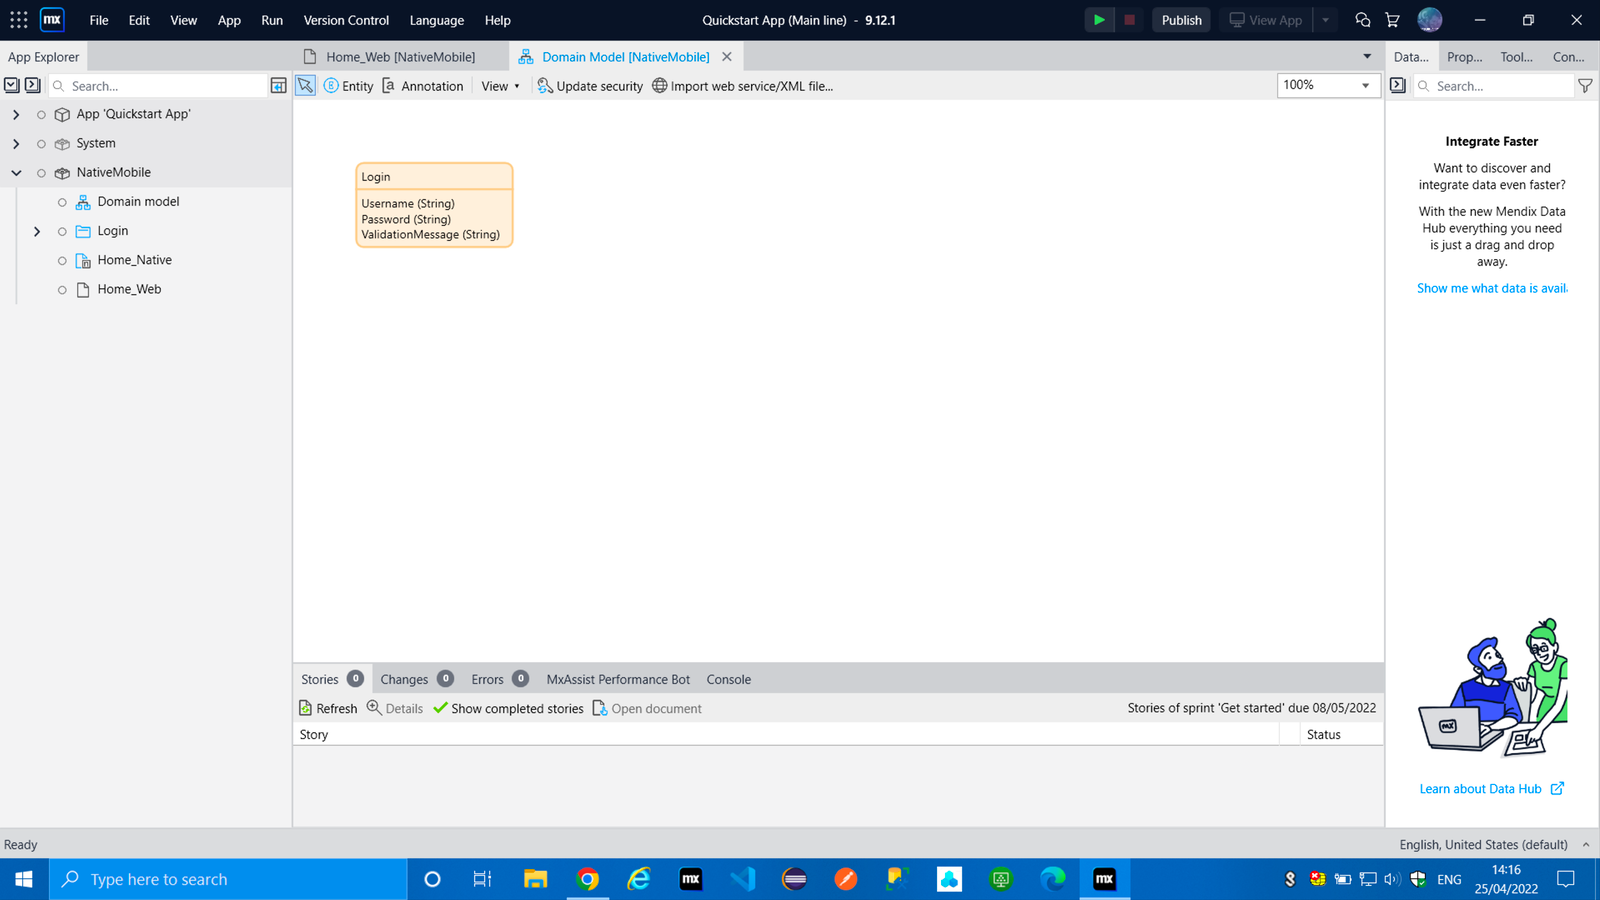 mx File Edit View App Run Version Control Language Help Quickstart App (Main line) - 9.12.1 Publish View App
App Explorer Home_Web [NativeMobile] Domain Model [NativeMobile] Data... Prop... Tool... Con...
Search... Entity Annotation View Update security Import web service/XML file... 100% Search...
App 'Quickstart App'
System
NativeMobile
Domain model
Login
Home_Native
Home_Web
Login
Username (String)
Password (String)
ValidationMessage (String)
Integrate Faster
Want to discover and
integrate data even faster?
With the new Mendix Data
Hub everything you need
is just a drag and drop
away.
Show me what data is avail
mx
Learn about Data Hub
Stories 0 Changes 0 Errors 0 MxAssist Performance Bot Console
Refresh Details Show completed stories Open document Stories of sprint 'Get started' due 08/05/2022
Story Status
Ready English, United States (default)
Type here to search mx mx ENG 14:16
25/04/2022